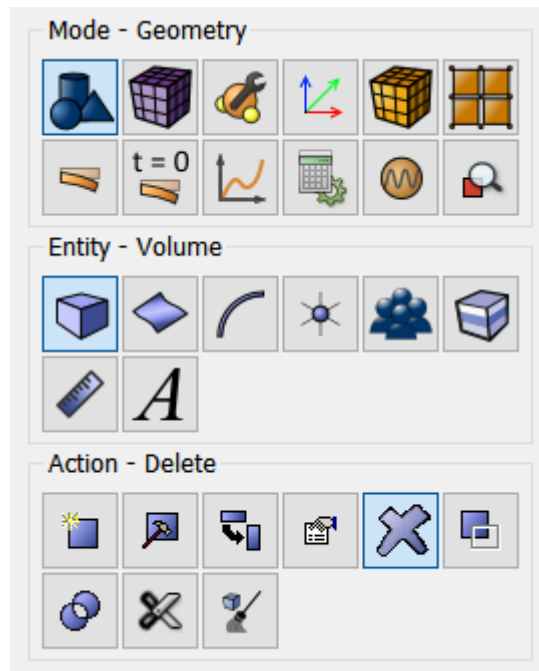 Mode - Geometry
t = 0
Entity - Volume
A
Action - Delete